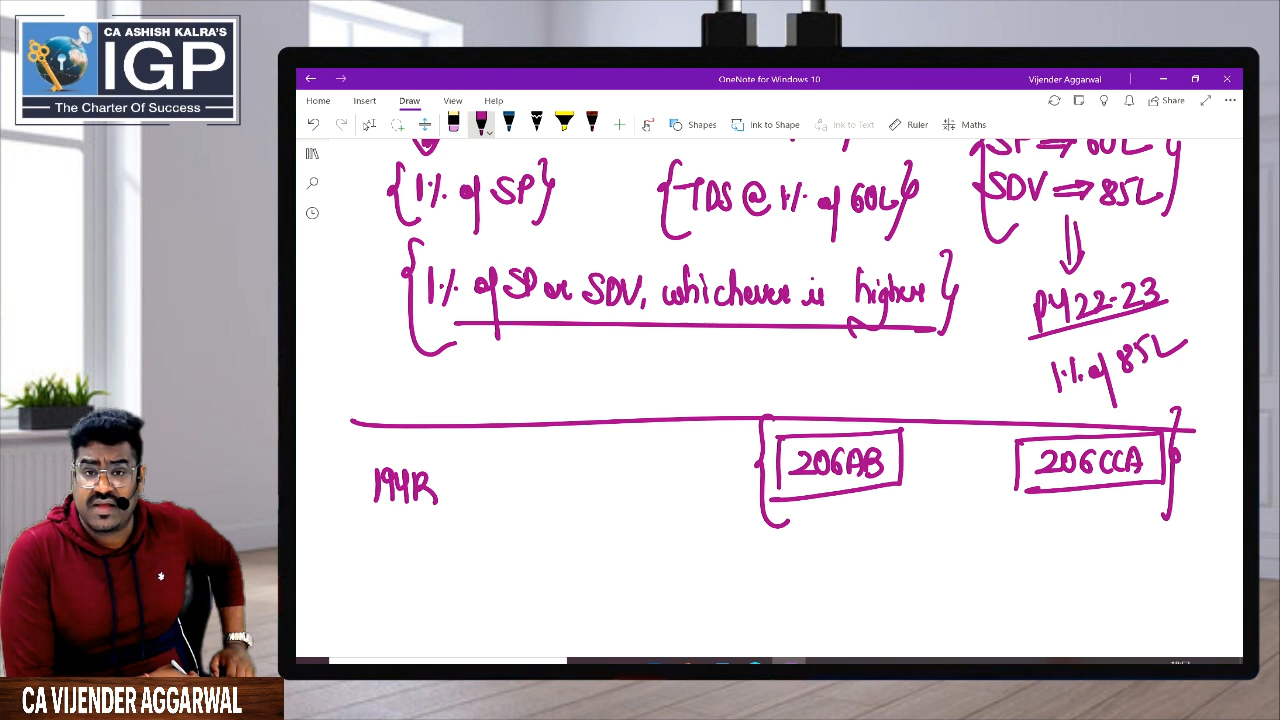 CA ASHISH KALRA'S
IGP
The Charter Of Success
OneNote for Windows 10
Vijender Aggarwal
Home Insert Draw View Help
Share
Shapes Ink to Shape Ink to Text Ruler Maths
SP ⇒ 60L
{1% of SP} {TDS @ 1% of 60L} SDV ⇒ 85L
{1% of SP or SDV, whichever is higher}
PY 22-23
1% of 85L
194R {206AB 206CCA}
CA VIJENDER AGGARWAL